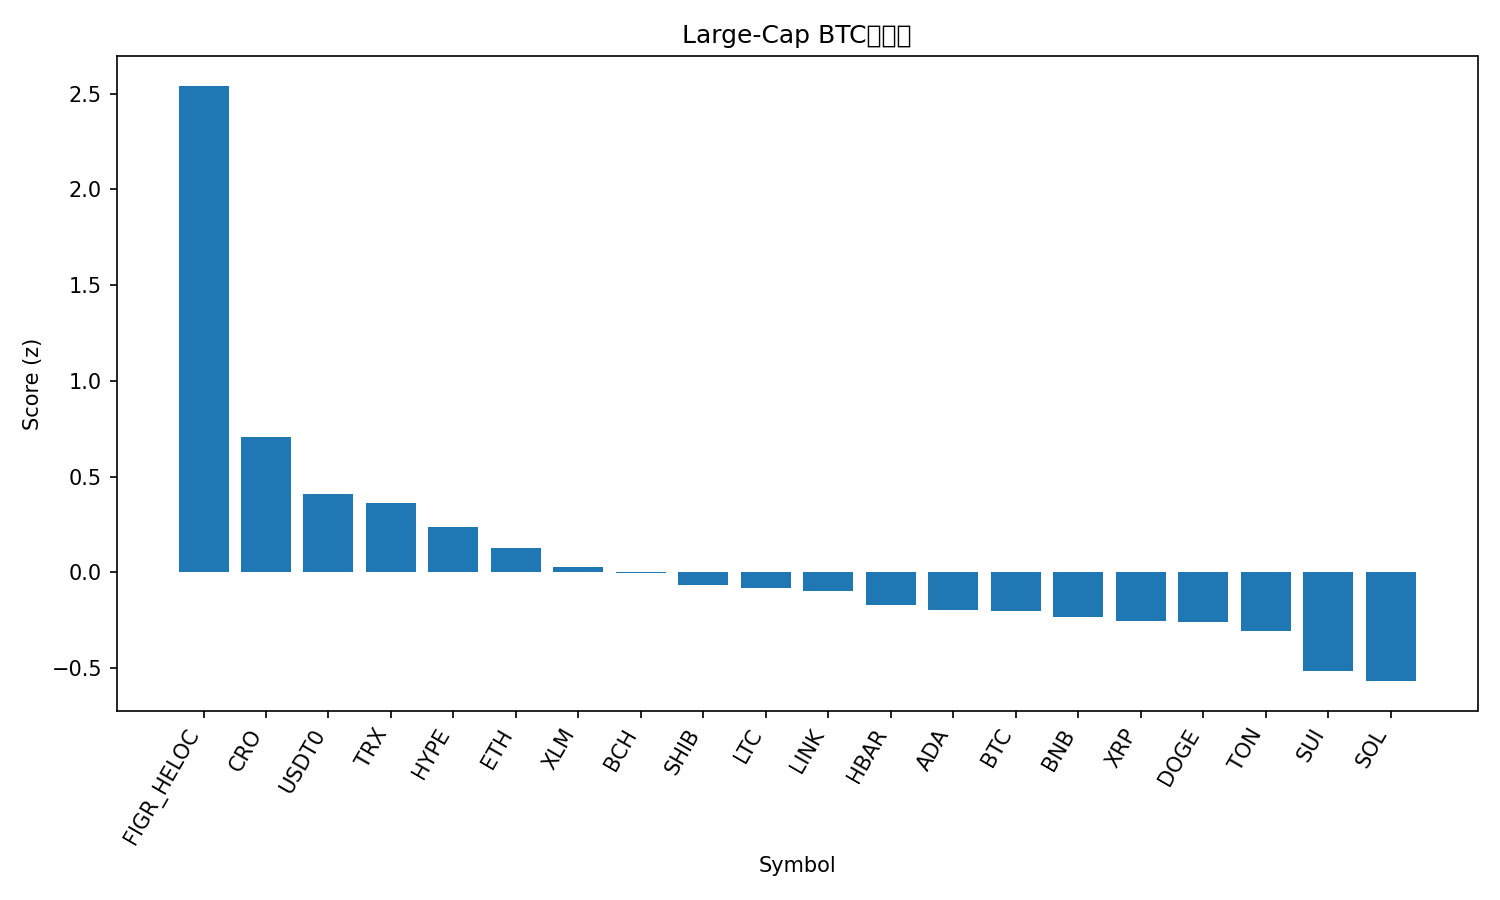 Large-Cap BTC
Score (z)
2.5
2.0
1.5
1.0
0.5
0.0
−0.5
FIGR_HELOC
CRO
USDT0
TRX
HYPE
ETH
XLM
BCH
SHIB
LTC
LINK
HBAR
ADA
BTC
BNB
XRP
DOGE
TON
SUI
SOL
Symbol